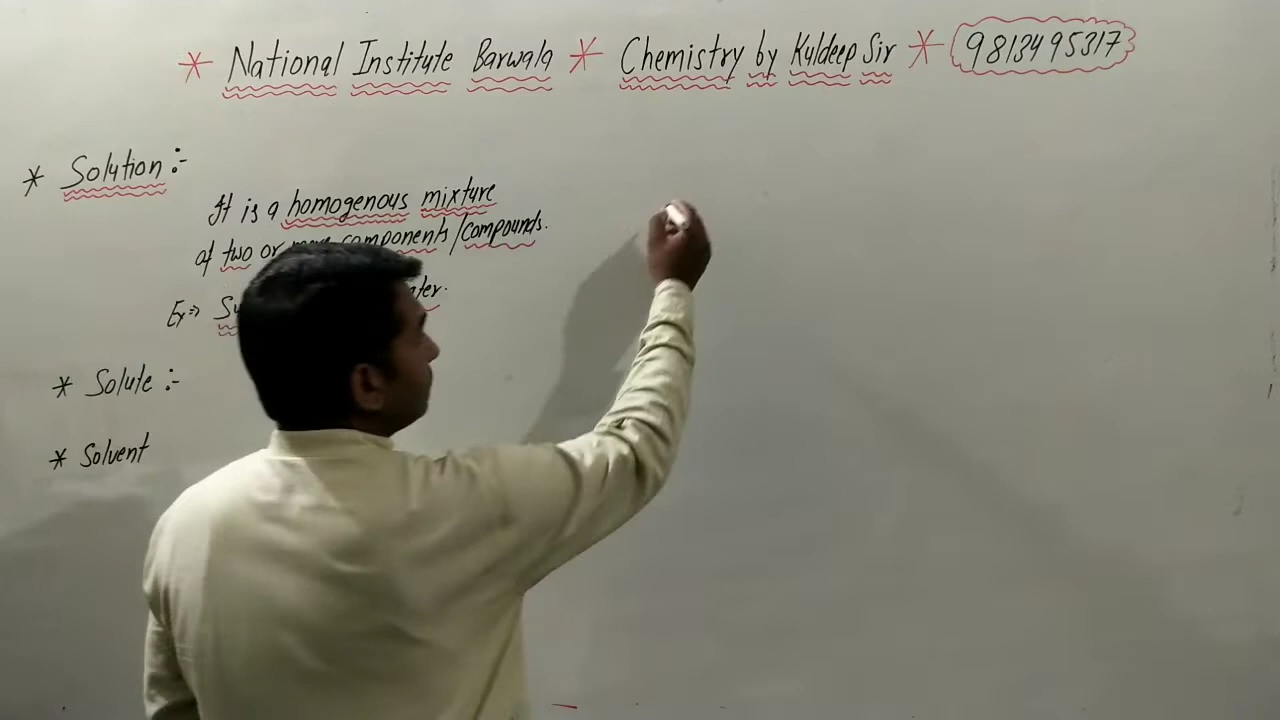 * National Institute Barwala * Chemistry by Kuldeep Sir * 9813495317
* Solution :-
It is a homogenous mixture
of two or more components/compounds.
Ex⇒
* Solute :-
* Solvent